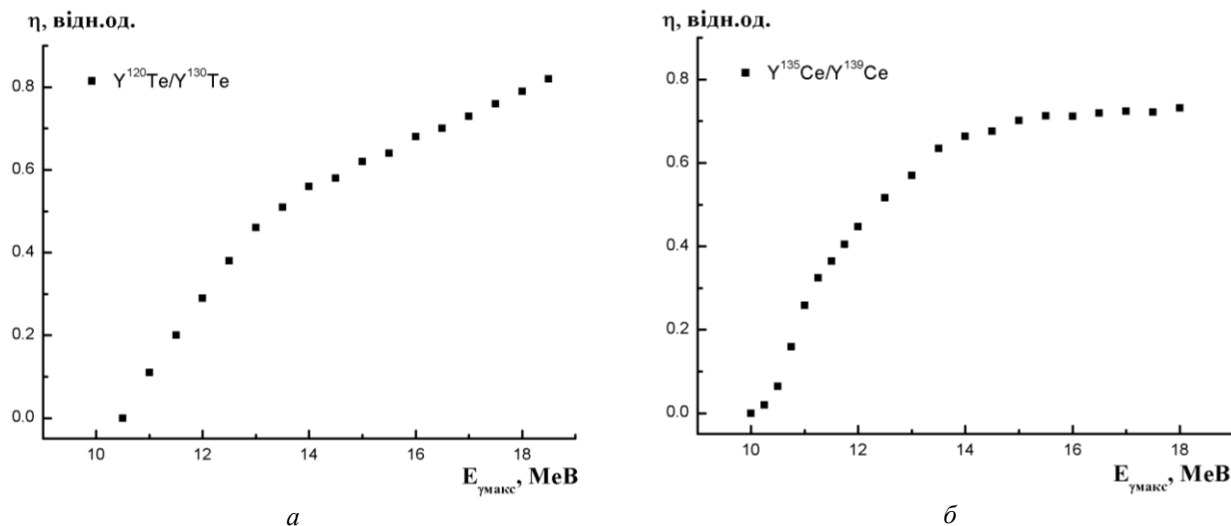 η, відн.од.
Y¹²⁰Te/Y¹³⁰Te
0.8
0.6
0.4
0.2
0.0
10 12 14 16 18
Eγмакс, МеВ
а
η, відн.од.
Y¹³⁵Ce/Y¹³⁹Ce
0.8
0.6
0.4
0.2
0.0
10 12 14 16 18
Eγмакс, МеВ
б